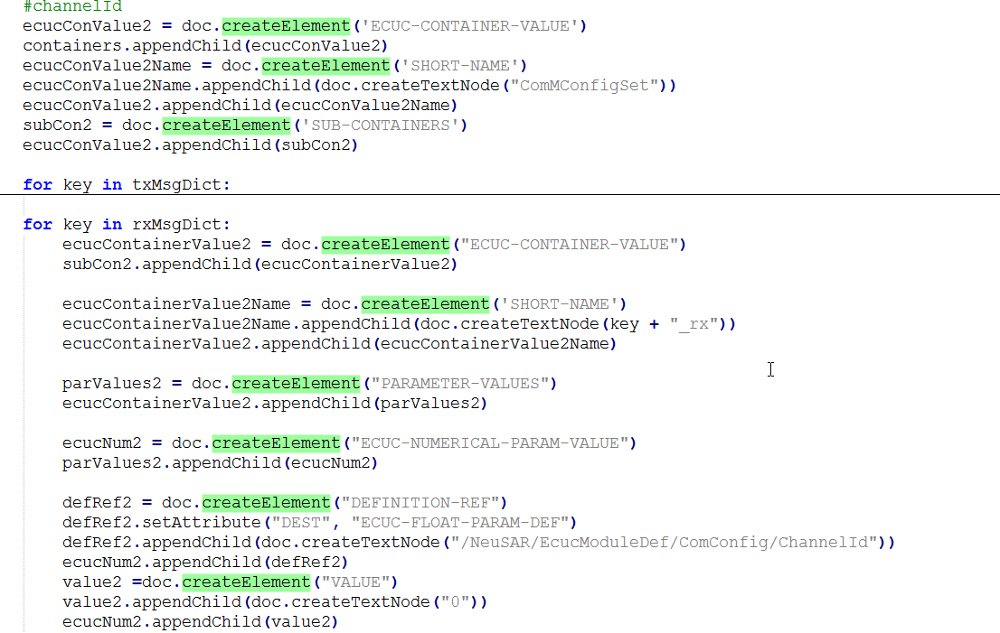 #channelId
ecucConValue2 = doc.createElement('ECUC-CONTAINER-VALUE')
containers.appendChild(ecucConValue2)
ecucConValue2Name = doc.createElement('SHORT-NAME')
ecucConValue2Name.appendChild(doc.createTextNode("ComMConfigSet"))
ecucConValue2.appendChild(ecucConValue2Name)
subCon2 = doc.createElement('SUB-CONTAINERS')
ecucConValue2.appendChild(subCon2)
for key in txMsgDict:
for key in rxMsgDict:
ecucContainerValue2 = doc.createElement("ECUC-CONTAINER-VALUE")
subCon2.appendChild(ecucContainerValue2)
ecucContainerValue2Name = doc.createElement('SHORT-NAME')
ecucContainerValue2Name.appendChild(doc.createTextNode(key + "_rx"))
ecucContainerValue2.appendChild(ecucContainerValue2Name)
parValues2 = doc.createElement("PARAMETER-VALUES")
ecucContainerValue2.appendChild(parValues2)
ecucNum2 = doc.createElement("ECUC-NUMERICAL-PARAM-VALUE")
parValues2.appendChild(ecucNum2)
defRef2 = doc.createElement("DEFINITION-REF")
defRef2.setAttribute("DEST", "ECUC-FLOAT-PARAM-DEF")
defRef2.appendChild(doc.createTextNode("/NeuSAR/EcucModuleDef/ComConfig/ChannelId"))
ecucNum2.appendChild(defRef2)
value2 =doc.createElement("VALUE")
value2.appendChild(doc.createTextNode("0"))
ecucNum2.appendChild(value2)